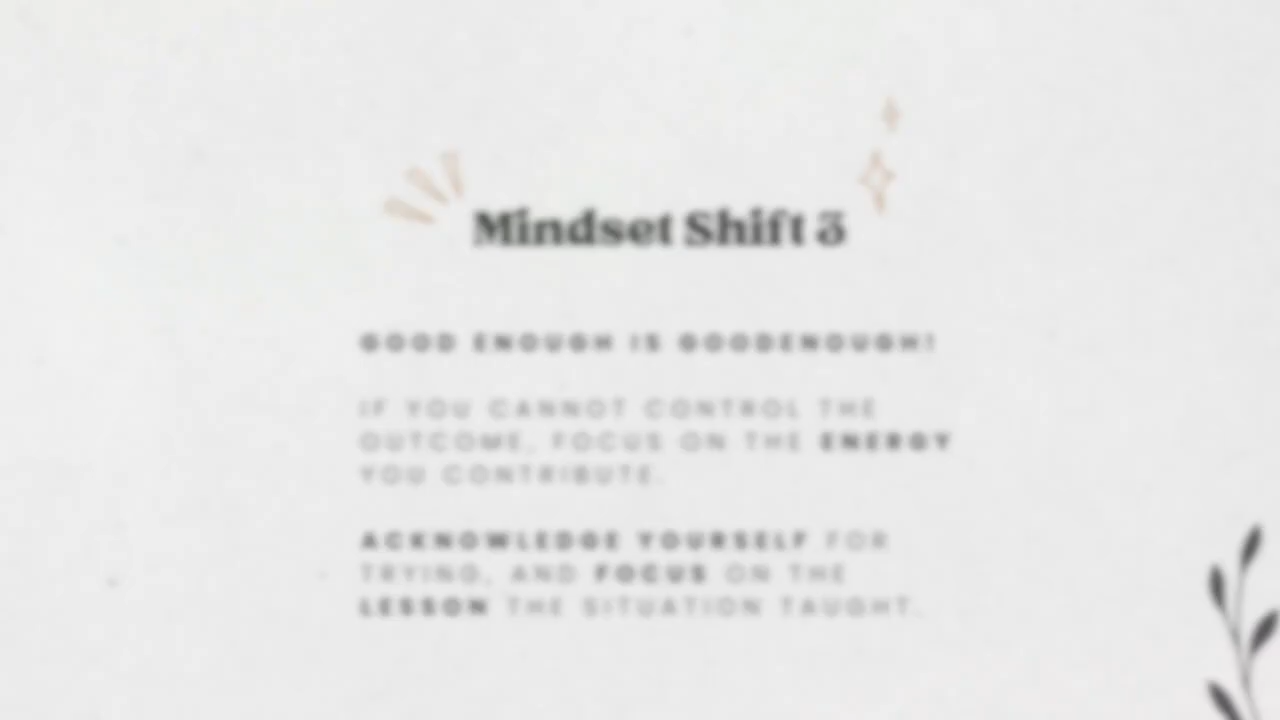 Mindset Shift 3
GOOD ENOUGH IS GOODENOUGH!
IF YOU CANNOT CONTROL THE
OUTCOME, FOCUS ON THE ENERGY
YOU CONTRIBUTE.
ACKNOWLEDGE YOURSELF FOR
TRYING, AND FOCUS ON THE
LESSON THE SITUATION TAUGHT.